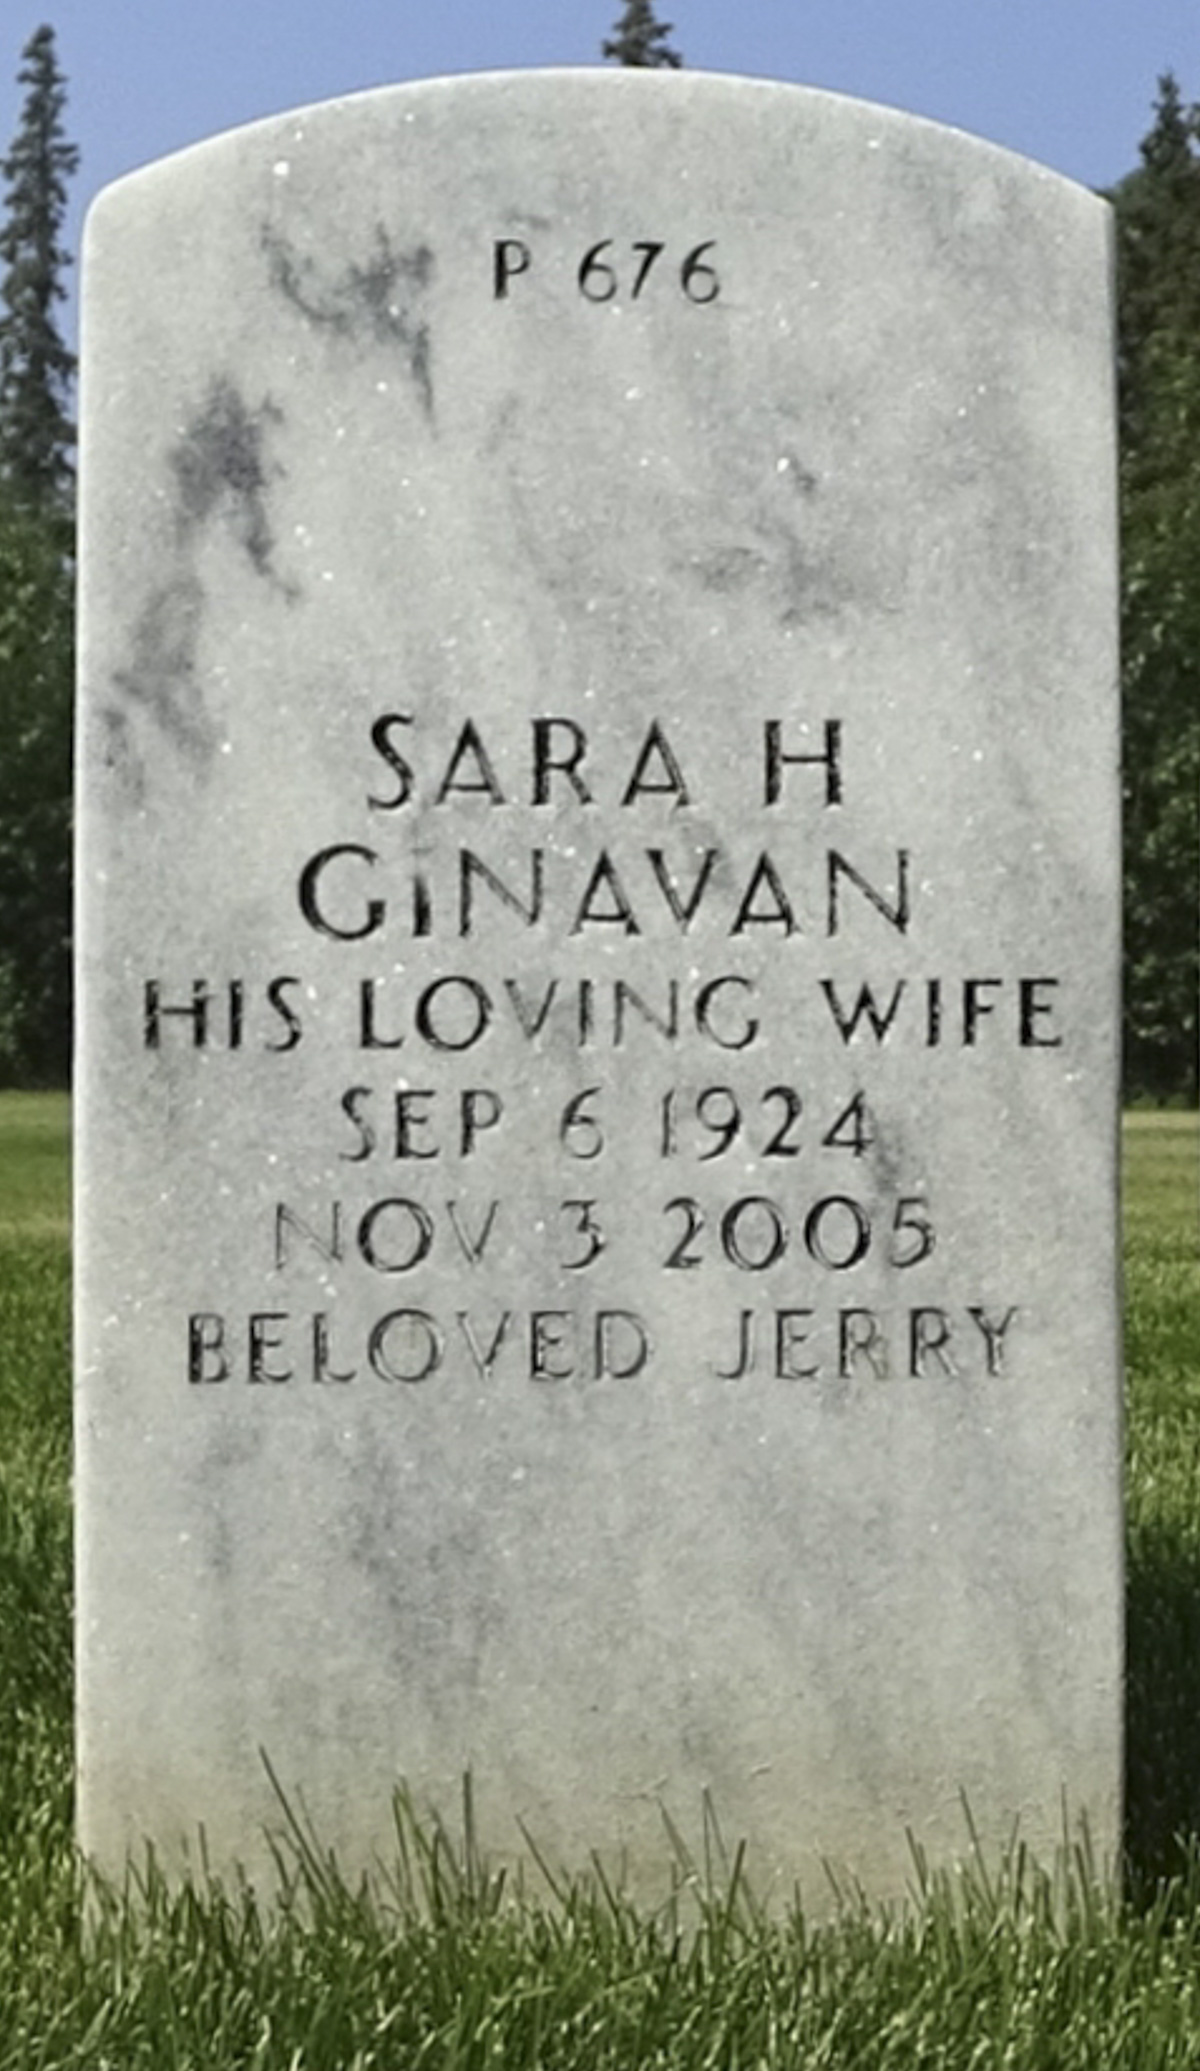 P 676
SARA H
GINAVAN
HIS LOVING WIFE
SEP 6 1924
NOV 3 2005
BELOVED JERRY